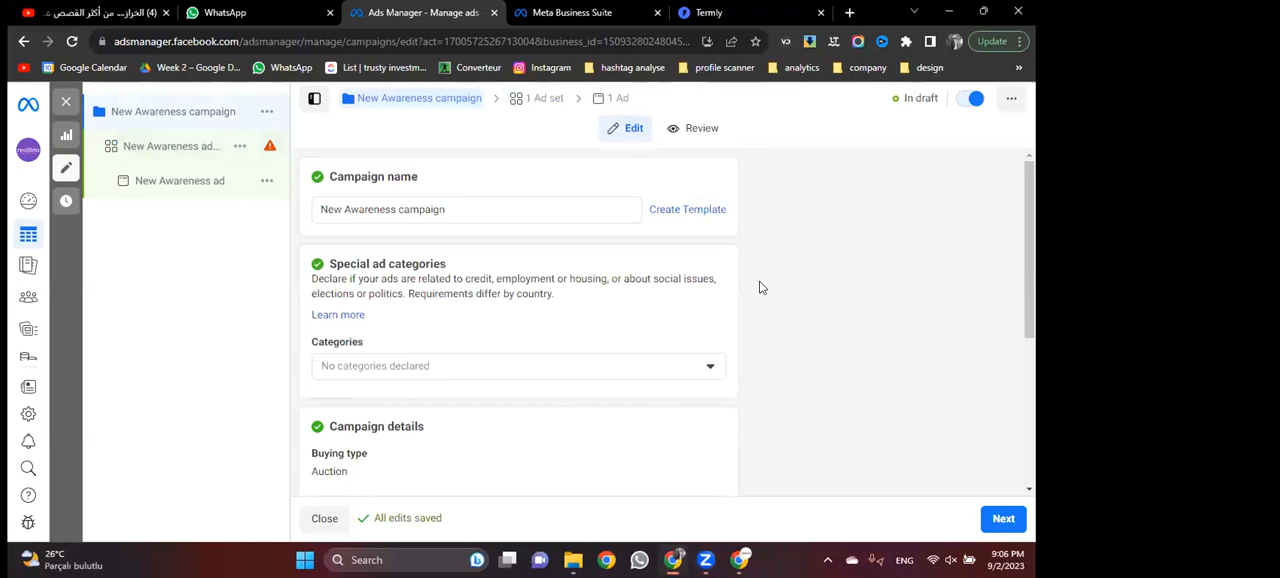 (4) الخراز... من أكثر القصص غـ
WhatsApp
Ads Manager - Manage ads
Meta Business Suite
Termly
adsmanager.facebook.com/adsmanager/manage/campaigns/edit?act=170057252671300​4&business_id=15093280248045...
Update
Google Calendar
Week 2 – Google D...
WhatsApp
List | trusty investm...
Converteur
Instagram
hashtag analyse
profile scanner
analytics
company
design
»
New Awareness campaign
New Awareness ad...
New Awareness ad
New Awareness campaign
1 Ad set
1 Ad
In draft
Edit
Review
Campaign name
New Awareness campaign
Create Template
Special ad categories
Declare if your ads are related to credit, employment or housing, or about social issues,
elections or politics. Requirements differ by country.
Learn more
Categories
No categories declared
Campaign details
Buying type
Auction
Close
All edits saved
Next
26°C
Parçalı bulutlu
Search
ENG
9:06 PM
9/2/2023